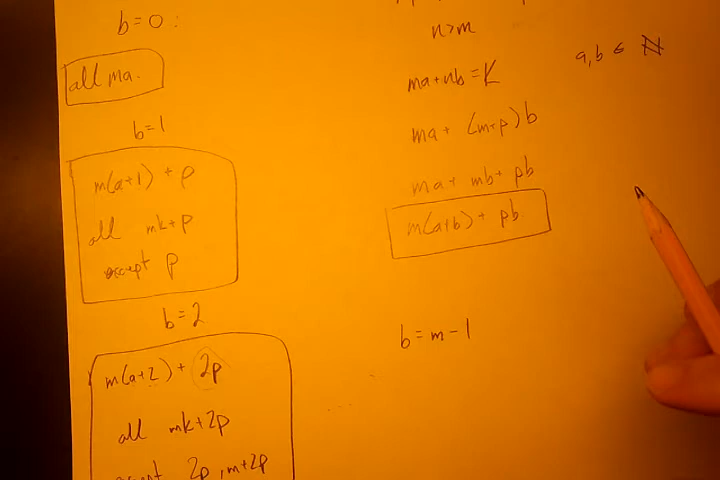 b=0:
all ma.
b=1
m(a+1) + p
all mk+p
except p
b=2
m(a+2) + 2p
all mk+2p
except 2p, m+2p
n>m
ma+nb=K
ma+ (m+p)b
ma+ mb+ pb
m(a+b)+ pb
b=m-1
a,b ∈ ℕ